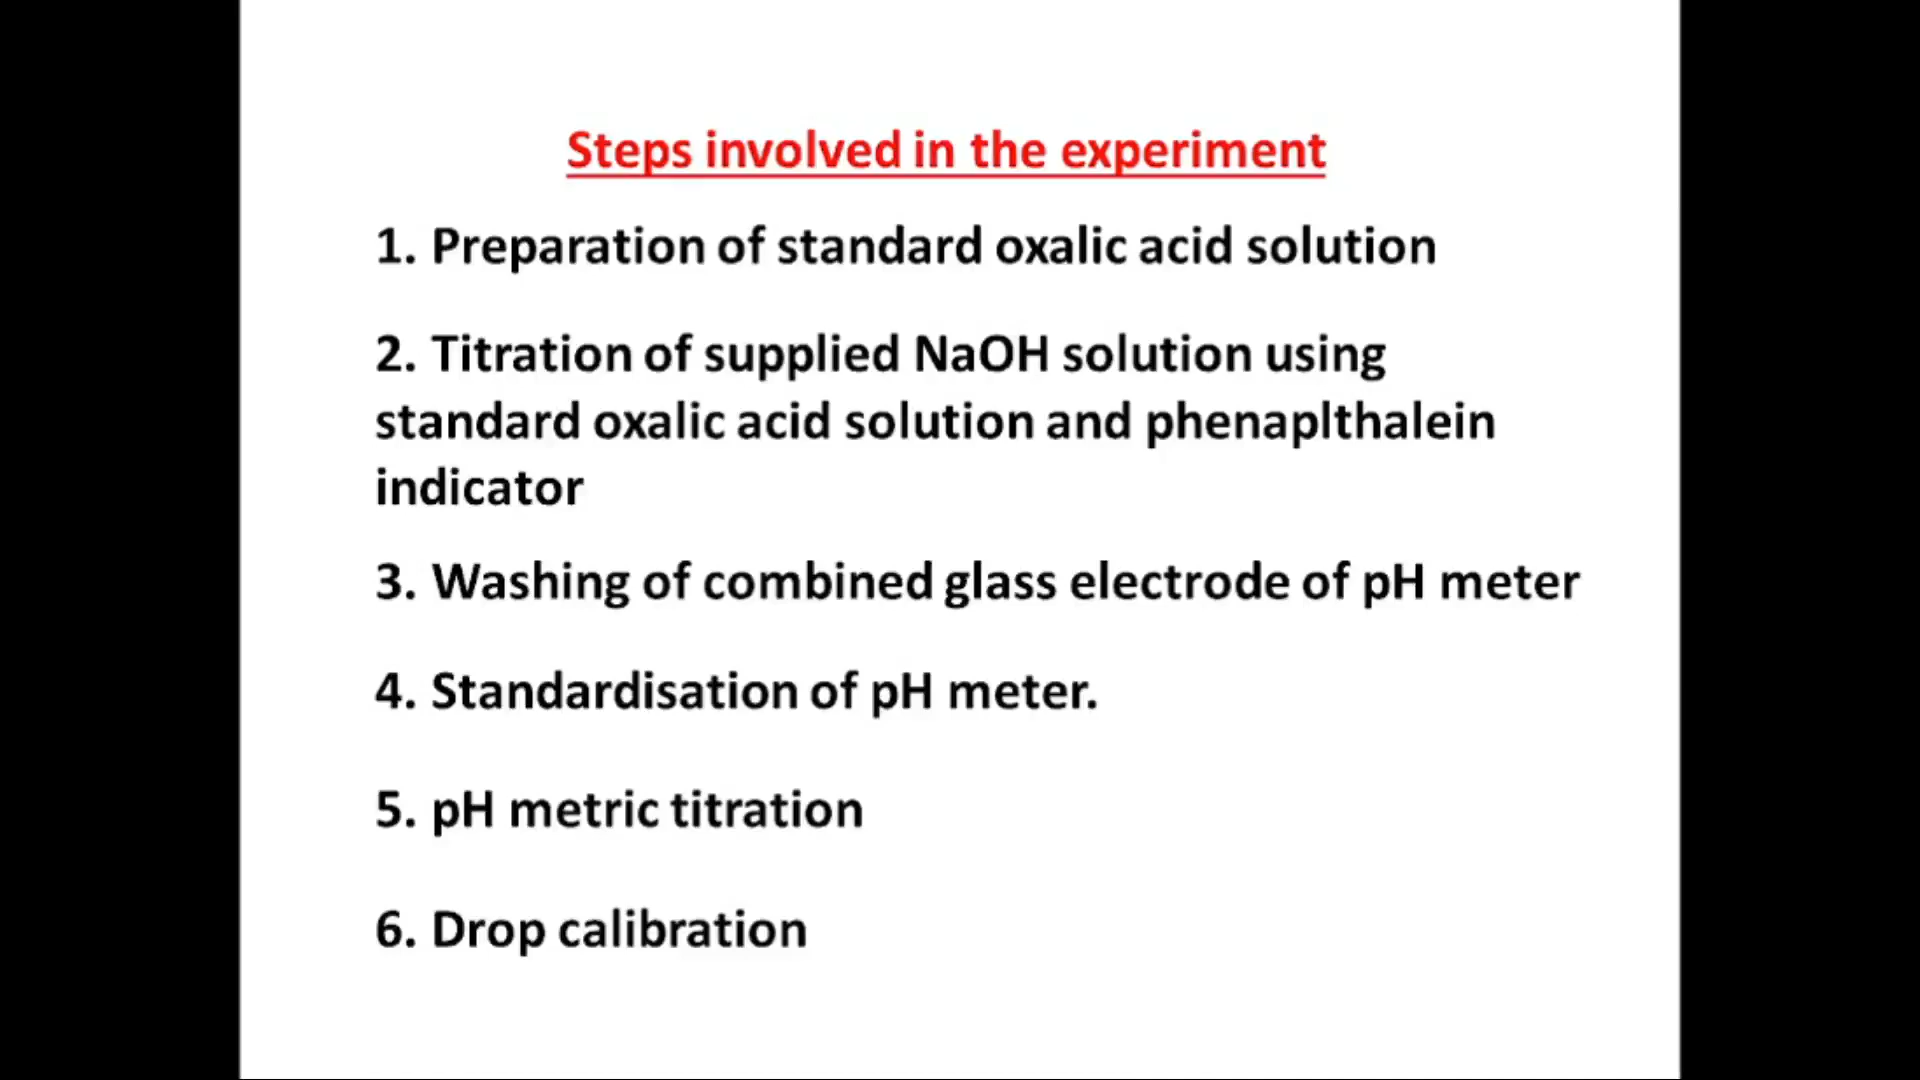 Steps involved in the experiment
1. Preparation of standard oxalic acid solution
2. Titration of supplied NaOH solution using
standard oxalic acid solution and phenaplthalein
indicator
3. Washing of combined glass electrode of pH meter
4. Standardisation of pH meter.
5. pH metric titration
6. Drop calibration